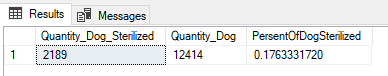 Results Messages
Quantity_Dog_Sterilized Quantity_Dog PersentOfDogSterilized
1 2189 12414 0.1763331720